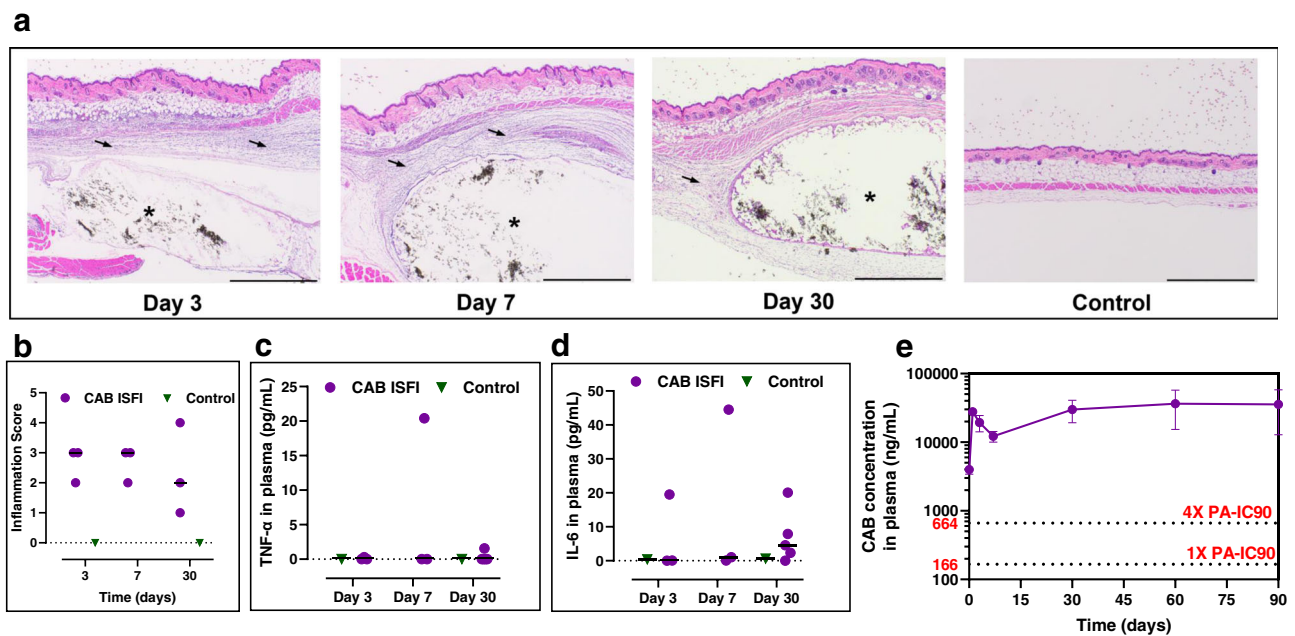 a
*
*
*
Day 3
Day 7
Day 30
Control
b
Inflammation Score
5
4
3
2
1
0
CAB ISFI
Control
3
7
30
Time (days)
c
TNF-α in plasma (pg/mL)
25
20
15
10
5
0
CAB ISFI
Control
Day 3
Day 7
Day 30
d
IL-6 in plasma (pg/mL)
50
40
30
20
10
0
CAB ISFI
Control
Day 3
Day 7
Day 30
e
CAB concentration
in plasma (ng/mL)
100000
10000
1000
664
166
100
4X PA-IC90
1X PA-IC90
0
15
30
45
60
75
90
Time (days)